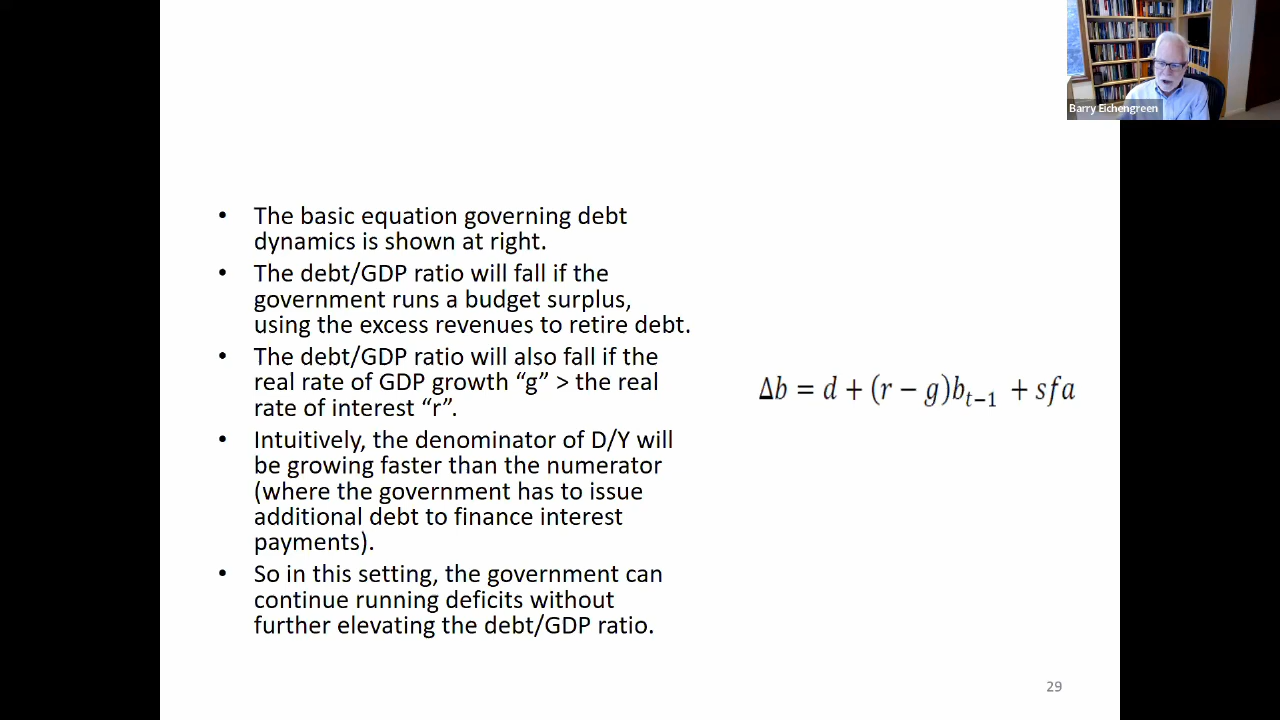 Barry Eichengreen
• The basic equation governing debt
dynamics is shown at right.
• The debt/GDP ratio will fall if the
government runs a budget surplus,
using the excess revenues to retire debt.
• The debt/GDP ratio will also fall if the
real rate of GDP growth “g” > the real
rate of interest “r”.
• Intuitively, the denominator of D/Y will
be growing faster than the numerator
(where the government has to issue
additional debt to finance interest
payments).
• So in this setting, the government can
continue running deficits without
further elevating the debt/GDP ratio.
Δb = d + (r − g)b_{t−1} + sfa
29